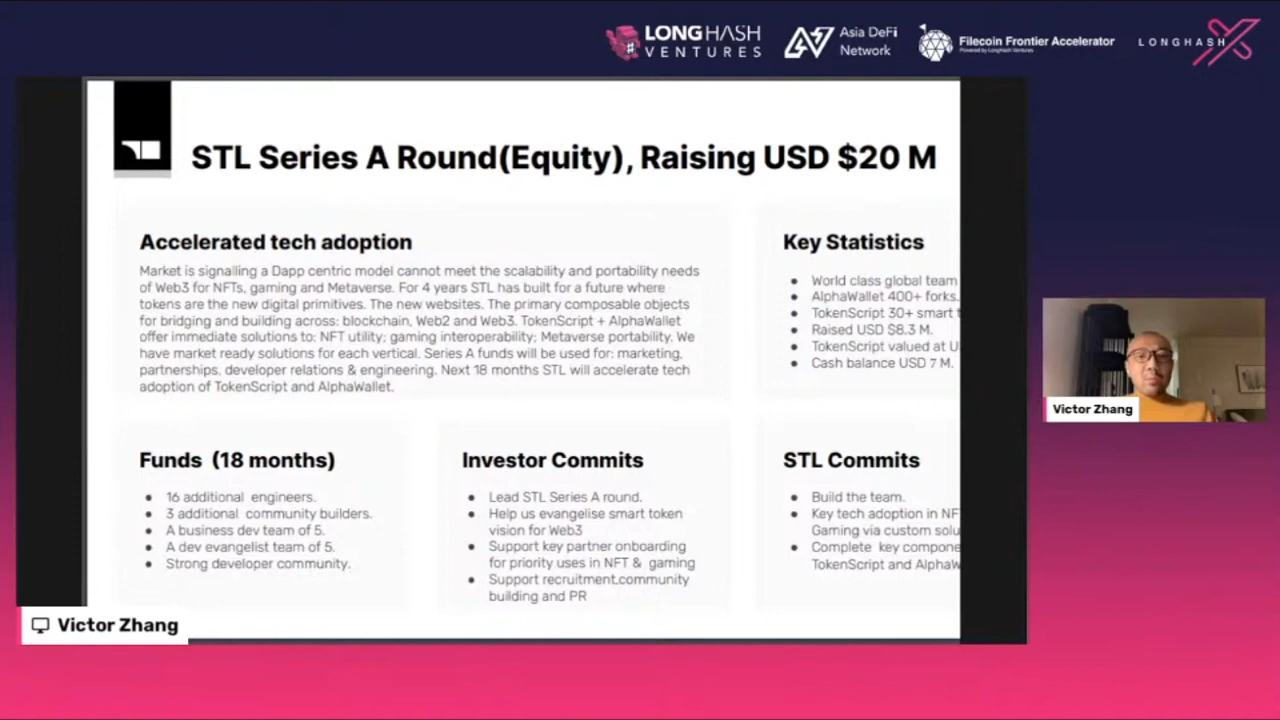 LONGHASH
VENTURES
Asia DeFi
Network
Filecoin Frontier Accelerator
Powered by LongHash Ventures
LONGHASH
STL Series A Round(Equity), Raising USD $20 M
Accelerated tech adoption
Market is signalling a Dapp centric model cannot meet the scalability and portability needs
of Web3 for NFTs, gaming and Metaverse. For 4 years STL has built for a future where
tokens are the new digital primitives. The new websites. The primary composable objects
for bridging and building across: blockchain, Web2 and Web3. TokenScript + AlphaWallet
offer immediate solutions to: NFT utility; gaming interoperability; Metaverse portability. We
have market ready solutions for each vertical. Series A funds will be used for: marketing,
partnerships, developer relations & engineering. Next 18 months STL will accelerate tech
adoption of TokenScript and AlphaWallet.
Key Statistics
World class global team
AlphaWallet 400+ forks.
TokenScript 30+ smart t
Raised USD $8.3 M.
TokenScript valued at U
Cash balance USD 7 M.
Funds (18 months)
16 additional engineers.
3 additional community builders.
A business dev team of 5.
A dev evangelist team of 5.
Strong developer community.
Investor Commits
Lead STL Series A round.
Help us evangelise smart token
vision for Web3
Support key partner onboarding
for priority uses in NFT & gaming
Support recruitment,community
building and PR
STL Commits
Build the team.
Key tech adoption in NF
Gaming via custom solu
Complete key compone
TokenScript and AlphaW
Victor Zhang
Victor Zhang